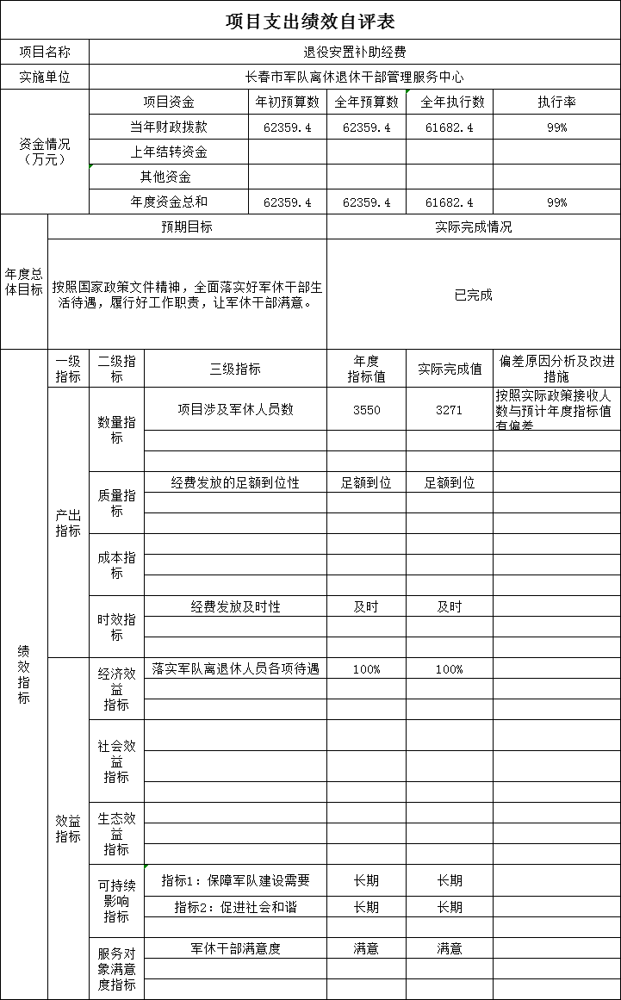 项目支出绩效自评表
项目名称 退役安置补助经费
实施单位 长春市军队离休退休干部管理服务中心
资金情况
（万元）
项目资金 年初预算数 全年预算数 全年执行数 执行率
当年财政拨款 62359.4 62359.4 61682.4 99%
上年结转资金
其他资金
年度资金总和 62359.4 62359.4 61682.4 99%
年度总
体目标
预期目标 实际完成情况
按照国家政策文件精神，全面落实好军休干部生
活待遇，履行好工作职责，让军休干部满意。
已完成
绩
效
指
标
一级
指标
二级指
标
三级指标
年度
指标值
实际完成值
偏差原因分析及改进
措施
产出
指标
数量指
标
项目涉及军休人员数 3550 3271
按照实际政策接收人
数与预计年度指标值
有偏差
质量指
标
经费发放的足额到位性 足额到位 足额到位
成本指
标
时效指
标
经费发放及时性 及时 及时
效益
指标
经济效
益
指标
落实军队离退休人员各项待遇 100% 100%
社会效
益
指标
生态效
益
指标
可持续
影响
指标
指标1：保障军队建设需要 长期 长期
指标2：促进社会和谐 长期 长期
服务对
象满意
度指标
军休干部满意度 满意 满意